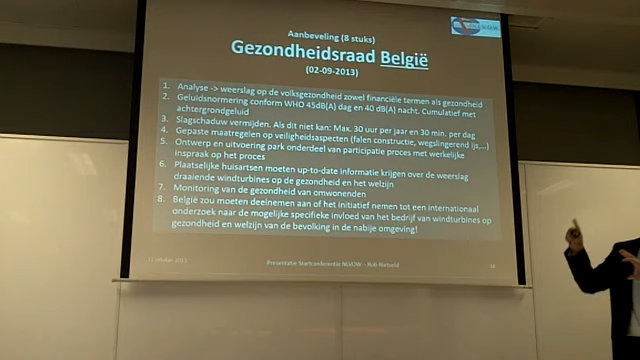 Aanbeveling (8 stuks)
Gezondheidsraad België
(02-09-2013)
1. Analyse -> weerslag op de volksgezondheid zowel financiële termen als gezondheid
2. Geluidsnormering conform WHO 45dB(A) dag en 40 dB(A) nacht. Cumulatief met
achtergrondgeluid
3. Slagschaduw vermijden. Als dit niet kan: Max. 30 uur per jaar en 30 min. per dag
4. Gepaste maatregelen op veiligheidsaspecten (falen constructie, wegslingerend ijs,..)
5. Ontwerp en uitvoering park onderdeel van participatie proces met werkelijke
inspraak op het proces
6. Plaatselijke huisartsen moeten up-to-date informatie krijgen over de weerslag
draaiende windturbines op de gezondheid en het welzijn
7. Monitoring van de gezondheid van omwonenden
8. België zou moeten deelnemen aan of het initiatief nemen tot een internationaal
onderzoek naar de mogelijke specifieke invloed van het bedrijf van windturbines op
gezondheid en welzijn van de bevolking in de nabije omgeving!
oktober 2013
Presentatie Startconferentie NLVOW – Rob Rietveld